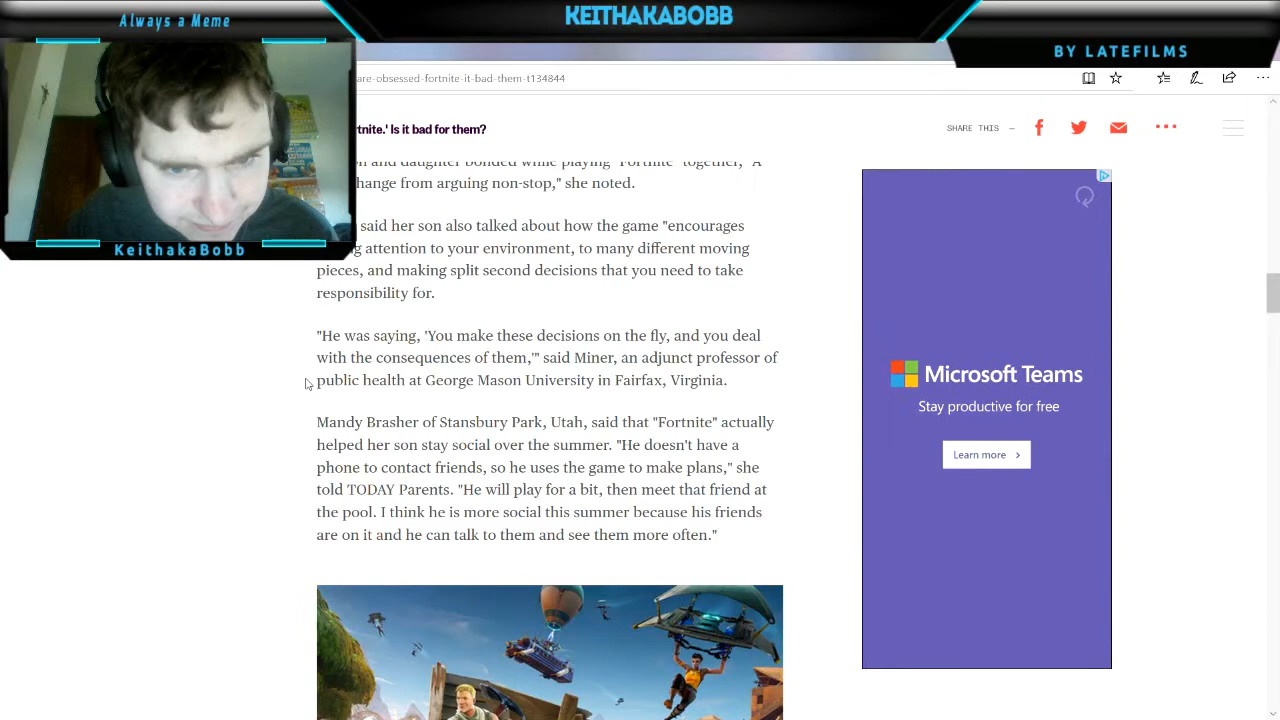 Always a Meme
KEITHAKABOBB
BY LATEFILMS
are-obsessed-fortnite-it-bad-them-t134844
KeithakaBobb
tnite.' Is it bad for them?
SHARE THIS –
and daughter bonded while playing "Fortnite" together, "A
hange from arguing non-stop," she noted.
said her son also talked about how the game "encourages
attention to your environment, to many different moving
pieces, and making split second decisions that you need to take
responsibility for.
"He was saying, 'You make these decisions on the fly, and you deal
with the consequences of them,'" said Miner, an adjunct professor of
public health at George Mason University in Fairfax, Virginia.
Mandy Brasher of Stansbury Park, Utah, said that "Fortnite" actually
helped her son stay social over the summer. "He doesn't have a
phone to contact friends, so he uses the game to make plans," she
told TODAY Parents. "He will play for a bit, then meet that friend at
the pool. I think he is more social this summer because his friends
are on it and he can talk to them and see them more often."
Microsoft Teams
Stay productive for free
Learn more